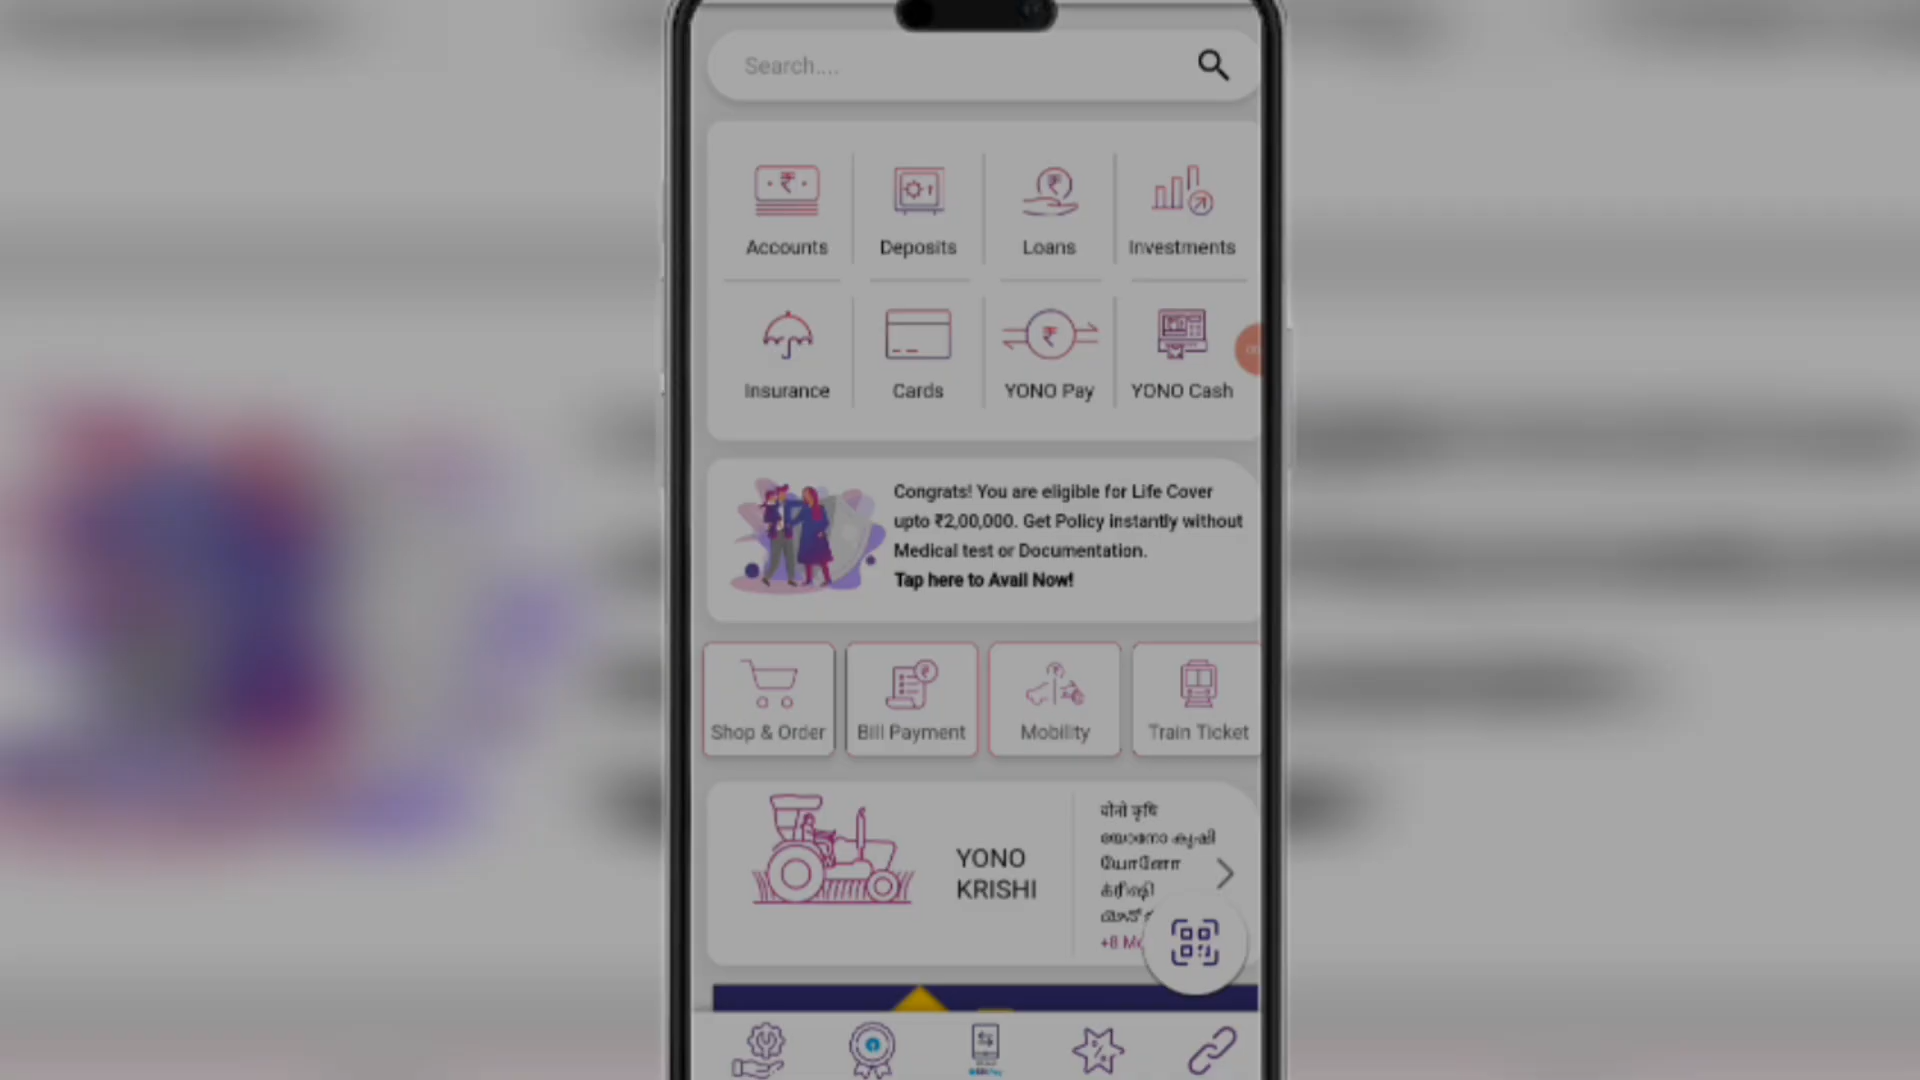 Search....
Accounts
Deposits
Loans
Investments
Insurance
Cards
YONO Pay
YONO Cash
Congrats! You are eligible for Life Cover
upto ₹2,00,000. Get Policy instantly without
Medical test or Documentation.
Tap here to Avail Now!
Shop & Order
Bill Payment
Mobility
Train Ticket
YONO
KRISHI
योनो कृषि
യോനോ കൃഷി
யோனோ
க்ரிஷி
+8